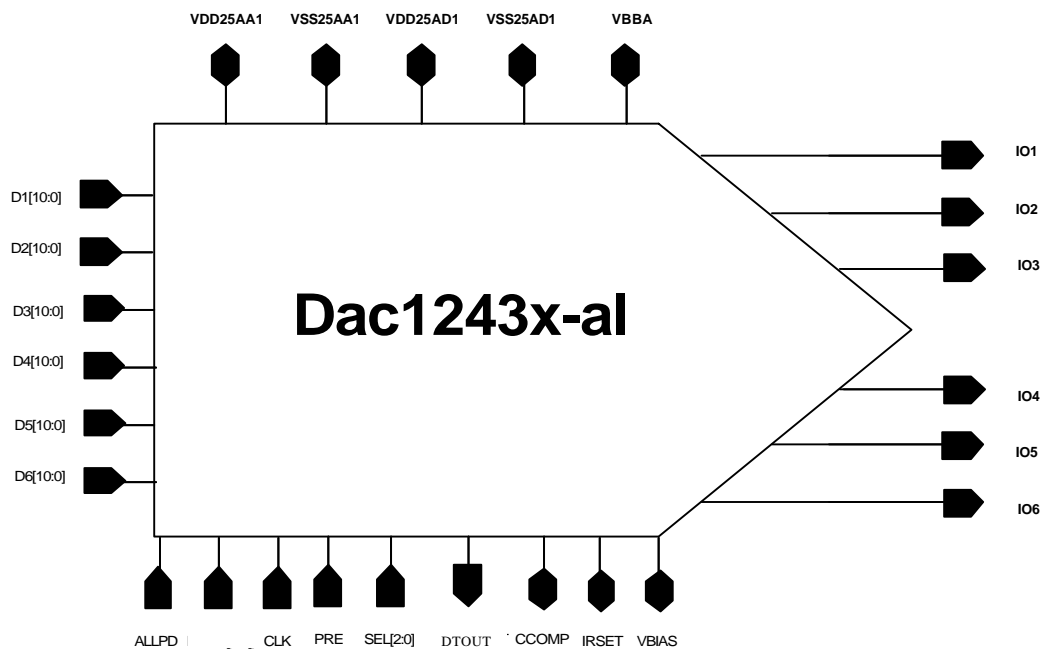 VDD25AA1 VSS25AA1 VDD25AD1 VSS25AD1 VBBA
IO1
D1[10:0]
IO2
D2[10:0]
IO3
D3[10:0]
Dac1243x-al
D4[10:0]
IO4
D5[10:0]
IO5
D6[10:0]
IO6
ALLPD CLK PRE SEL[2:0] DTOUT CCOMP IRSET VBIAS